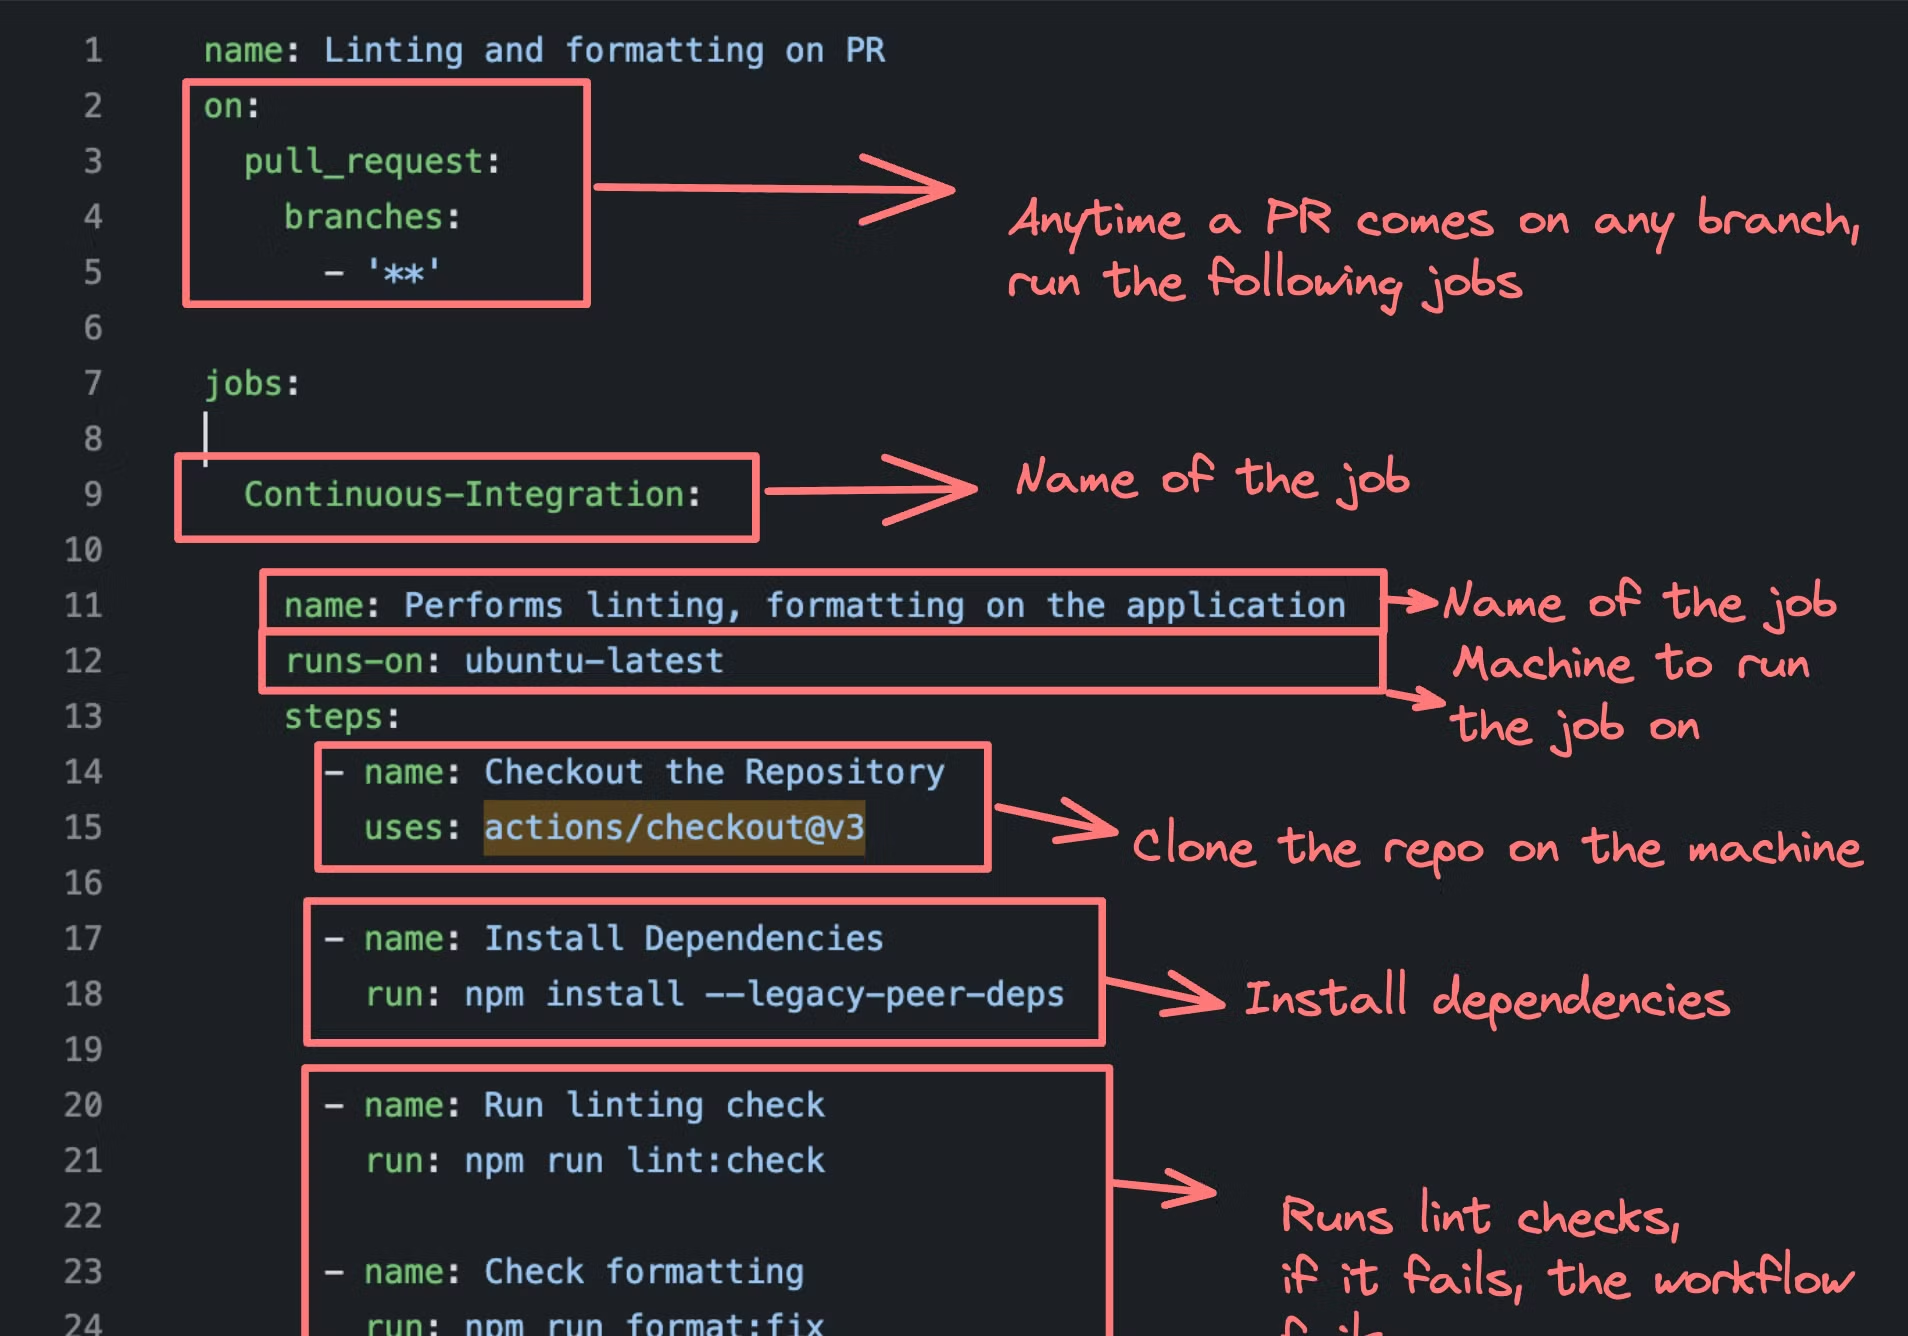 1 name: Linting and formatting on PR
2 on:
3 pull_request:
4 branches:
5 - '**'
Anytime a PR comes on any branch,
run the following jobs
6
7 jobs:
8
9 Continuous-Integration:
Name of the job
10
11 name: Performs linting, formatting on the application
Name of the job
12 runs-on: ubuntu-latest
Machine to run
the job on
13 steps:
14 - name: Checkout the Repository
15 uses: actions/checkout@v3
Clone the repo on the machine
16
17 - name: Install Dependencies
18 run: npm install --legacy-peer-deps
Install dependencies
19
20 - name: Run linting check
21 run: npm run lint:check
22
Runs lint checks,
if it fails, the workflow
23 - name: Check formatting
24 run: npm run format:fix